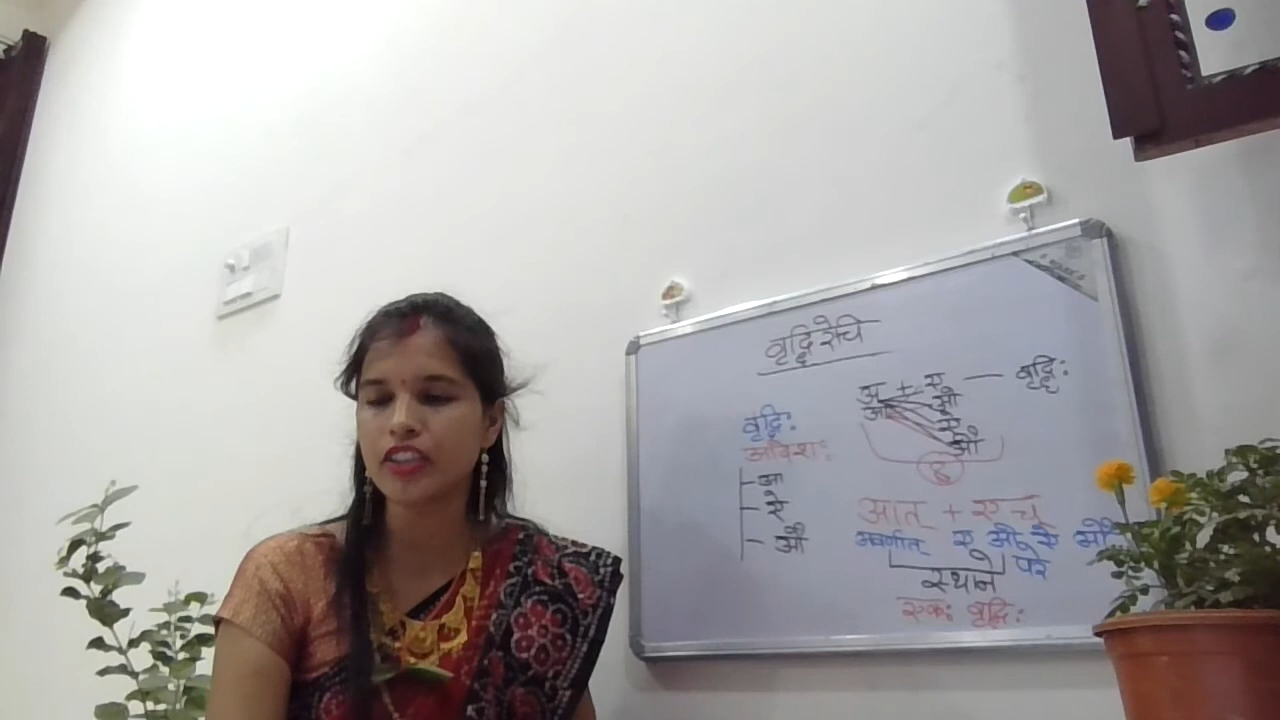 वृद्धिरेचि
अ + ए — वृद्धिः
आ ओ
ऐ
औ
वृद्धिः
आदेशः
आ
ऐ
औ
आत् + एच्
अवर्णात् ए ओ ऐ औ
परे
स्थाने
एकः वृद्धिः